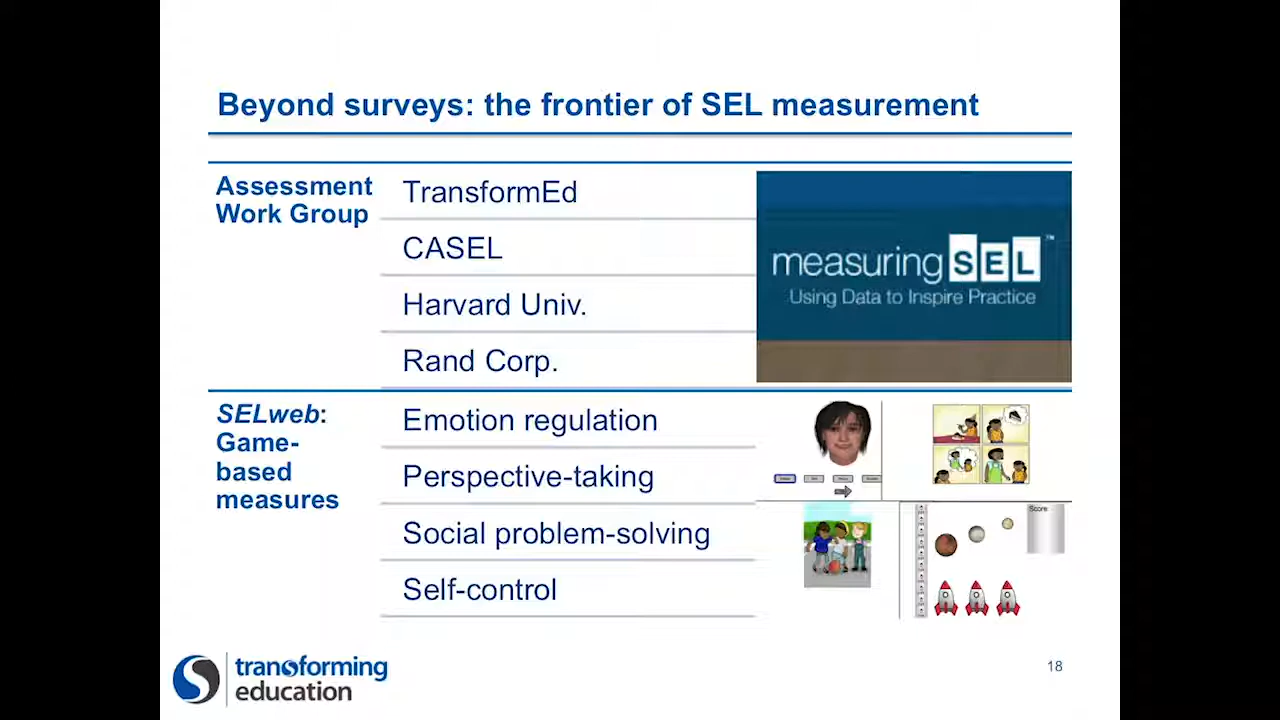 Beyond surveys: the frontier of SEL measurement
Assessment
Work Group
TransformEd
CASEL
Harvard Univ.
Rand Corp.
measuring SEL™
Using Data to Inspire Practice
SELweb:
Game-
based
measures
Emotion regulation
Perspective-taking
Social problem-solving
Self-control
Score
transforming
education
18